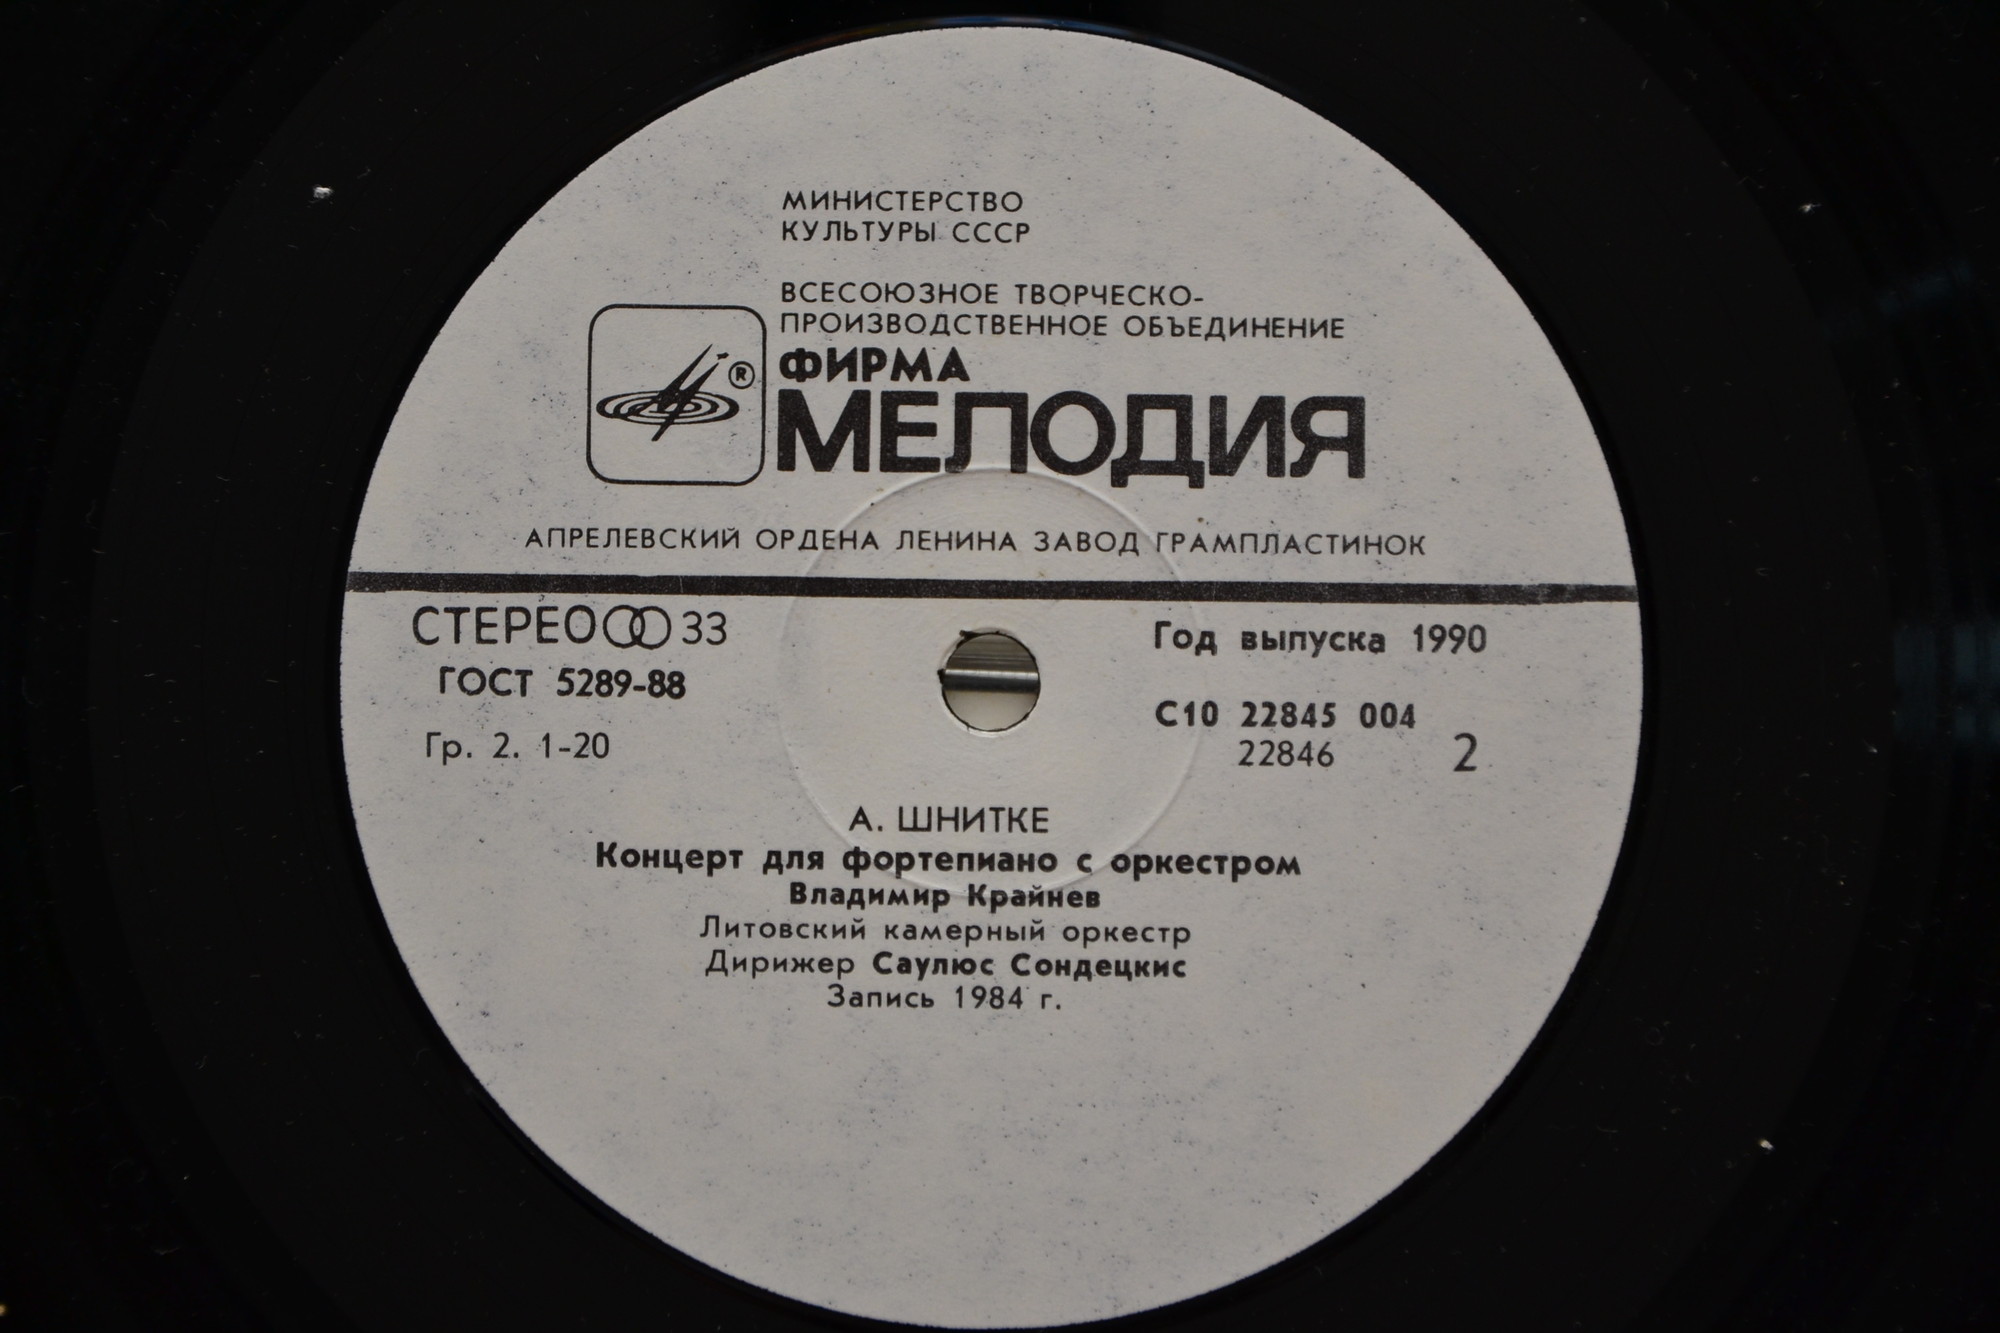 МИНИСТЕРСТВО
КУЛЬТУРЫ СССР
ВСЕСОЮЗНОЕ ТВОРЧЕСКО-
ПРОИЗВОДСТВЕННОЕ ОБЪЕДИНЕНИЕ
®
ФИРМА
МЕЛОДИЯ
АПРЕЛЕВСКИЙ ОРДЕНА ЛЕНИНА ЗАВОД ГРАМПЛАСТИНОК
СТЕРЕО 33
ГОСТ 5289-88
Гр. 2. 1-20
Год выпуска 1990
С10 22845 004
22846 2
А. ШНИТКЕ
Концерт для фортепиано с оркестром
Владимир Крайнев
Литовский камерный оркестр
Дирижер Саулюс Сондецкис
Запись 1984 г.